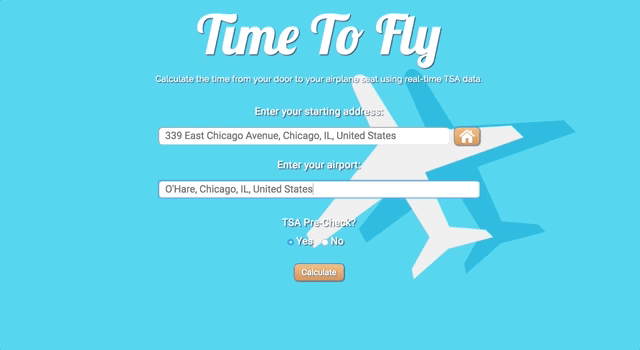 Time To Fly
Calculate the time from your door to your airplane seat using real-time TSA data.
Enter your starting address:
339 East Chicago Avenue, Chicago, IL, United States
Enter your airport:
O'Hare, Chicago, IL, United States
TSA Pre-Check?
Yes No
Calculate